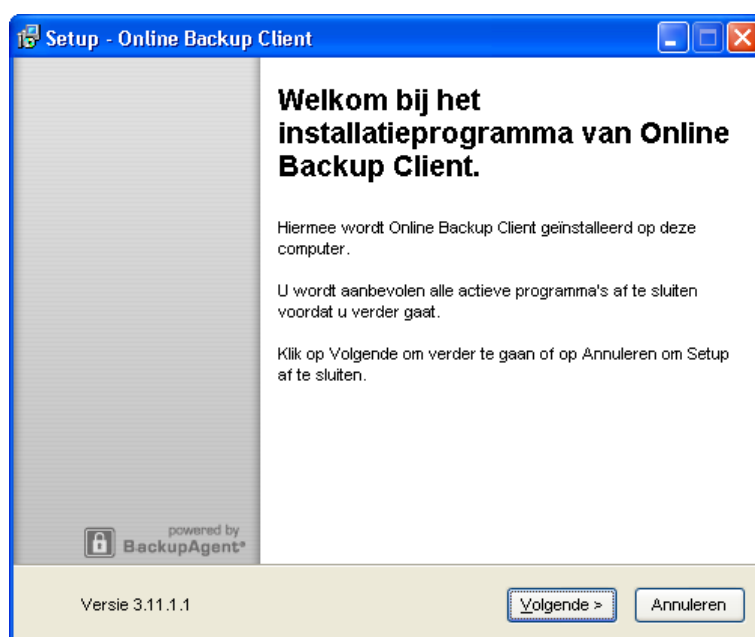 Setup - Online Backup Client
Welkom bij het
installatieprogramma van Online
Backup Client.
Hiermee wordt Online Backup Client geïnstalleerd op deze
computer.
U wordt aanbevolen alle actieve programma's af te sluiten
voordat u verder gaat.
Klik op Volgende om verder te gaan of op Annuleren om Setup
af te sluiten.
powered by
BackupAgent®
Versie 3.11.1.1
Volgende >
Annuleren